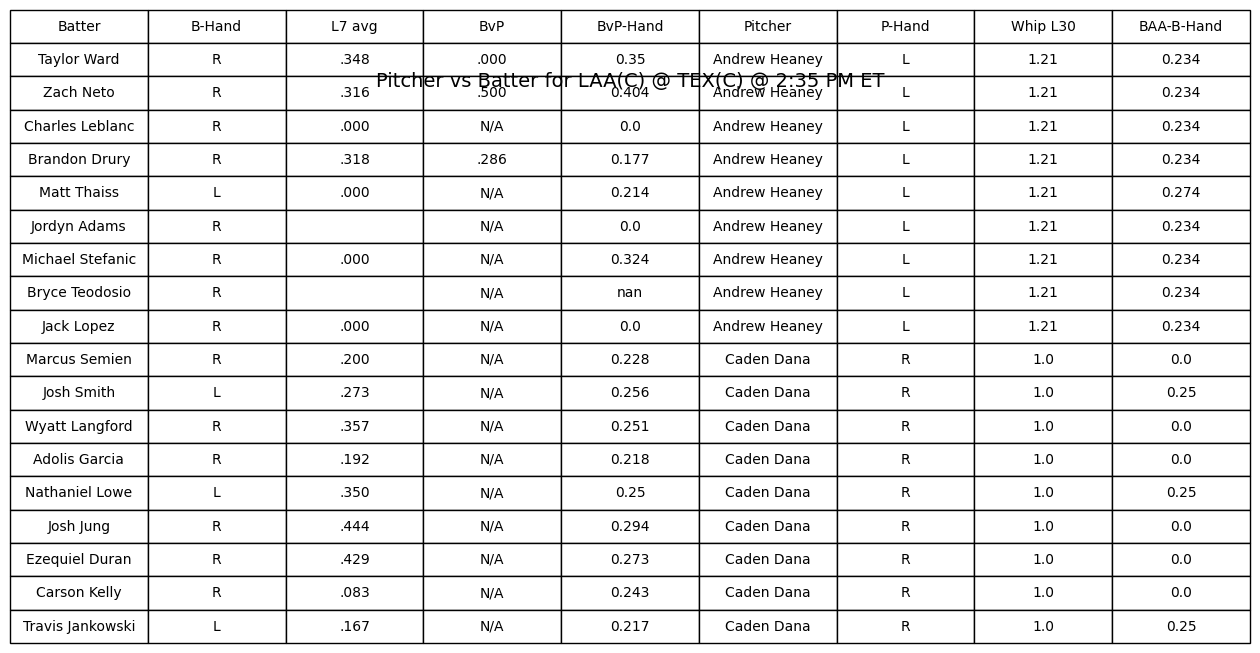 Batter B-Hand L7 avg BvP BvP-Hand Pitcher P-Hand Whip L30 BAA-B-Hand
Taylor Ward R .348 .000 0.35 Andrew Heaney L 1.21 0.234
Pitcher vs Batter for LAA(C) @ TEX(C) @ 2:35 PM ET
Zach Neto R .316 .500 0.404 Andrew Heaney L 1.21 0.234
Charles Leblanc R .000 N/A 0.0 Andrew Heaney L 1.21 0.234
Brandon Drury R .318 .286 0.177 Andrew Heaney L 1.21 0.234
Matt Thaiss L .000 N/A 0.214 Andrew Heaney L 1.21 0.274
Jordyn Adams R N/A 0.0 Andrew Heaney L 1.21 0.234
Michael Stefanic R .000 N/A 0.324 Andrew Heaney L 1.21 0.234
Bryce Teodosio R N/A nan Andrew Heaney L 1.21 0.234
Jack Lopez R .000 N/A 0.0 Andrew Heaney L 1.21 0.234
Marcus Semien R .200 N/A 0.228 Caden Dana R 1.0 0.0
Josh Smith L .273 N/A 0.256 Caden Dana R 1.0 0.25
Wyatt Langford R .357 N/A 0.251 Caden Dana R 1.0 0.0
Adolis Garcia R .192 N/A 0.218 Caden Dana R 1.0 0.0
Nathaniel Lowe L .350 N/A 0.25 Caden Dana R 1.0 0.25
Josh Jung R .444 N/A 0.294 Caden Dana R 1.0 0.0
Ezequiel Duran R .429 N/A 0.273 Caden Dana R 1.0 0.0
Carson Kelly R .083 N/A 0.243 Caden Dana R 1.0 0.0
Travis Jankowski L .167 N/A 0.217 Caden Dana R 1.0 0.25